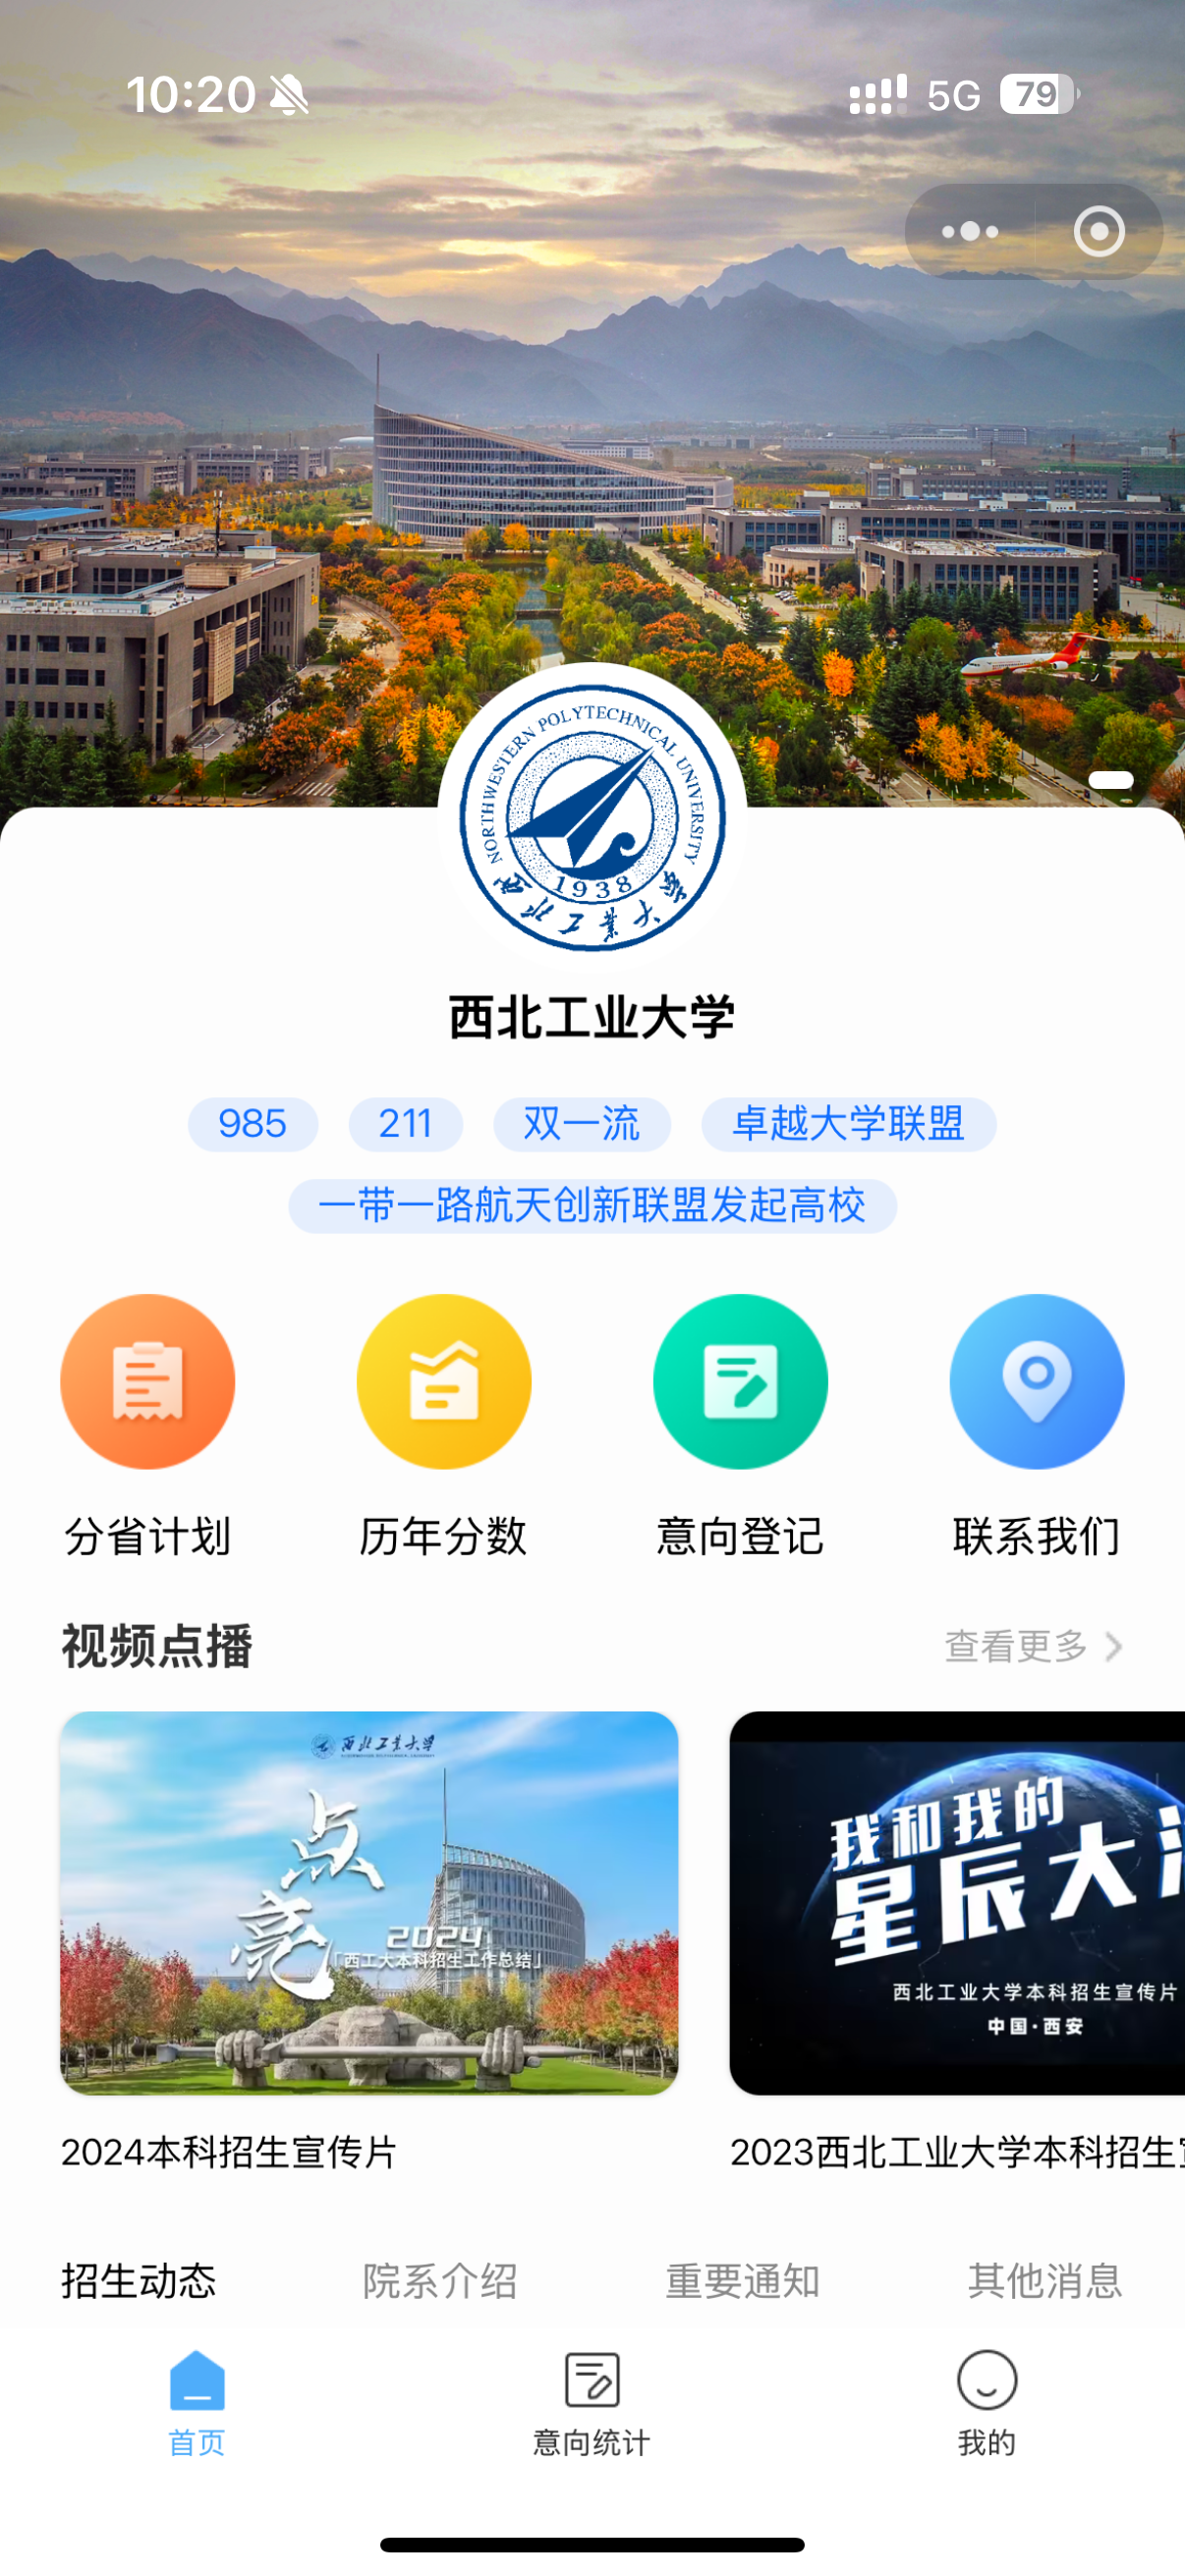 10:20
5G
79
NORTHWESTERN POLYTECHNICAL UNIVERSITY
1938
西北工业大学
西北工业大学
985
211
双一流
卓越大学联盟
一带一路航天创新联盟发起高校
分省计划
历年分数
意向登记
联系我们
视频点播
查看更多
西北工业大学
点亮
2024
「西工大本科招生工作总结」
我和我的
星辰大
西北工业大学本科招生宣传片
中国·西安
2024本科招生宣传片
2023西北工业大学本科招生
招生动态
院系介绍
重要通知
其他消息
首页
意向统计
我的